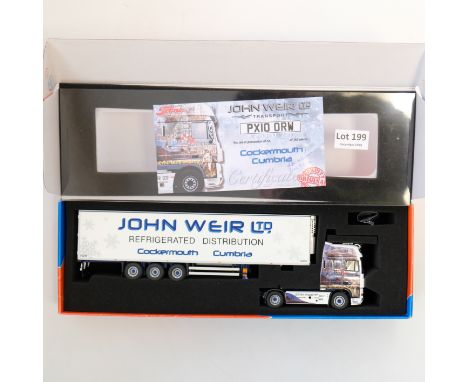 JOHN WEIR LTD
TRANSPORT
PX10 ORW
Cockermouth
Cumbria
Certificate
Lot 199
JOHN WEIR LTD.
REFRIGERATED DISTRIBUTION
Cockermouth Cumbria